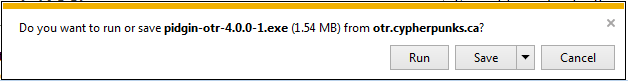 Do you want to run or save pidgin-otr-4.0.0-1.exe (1.54 MB) from otr.cypherpunks.ca?
Run Save Cancel